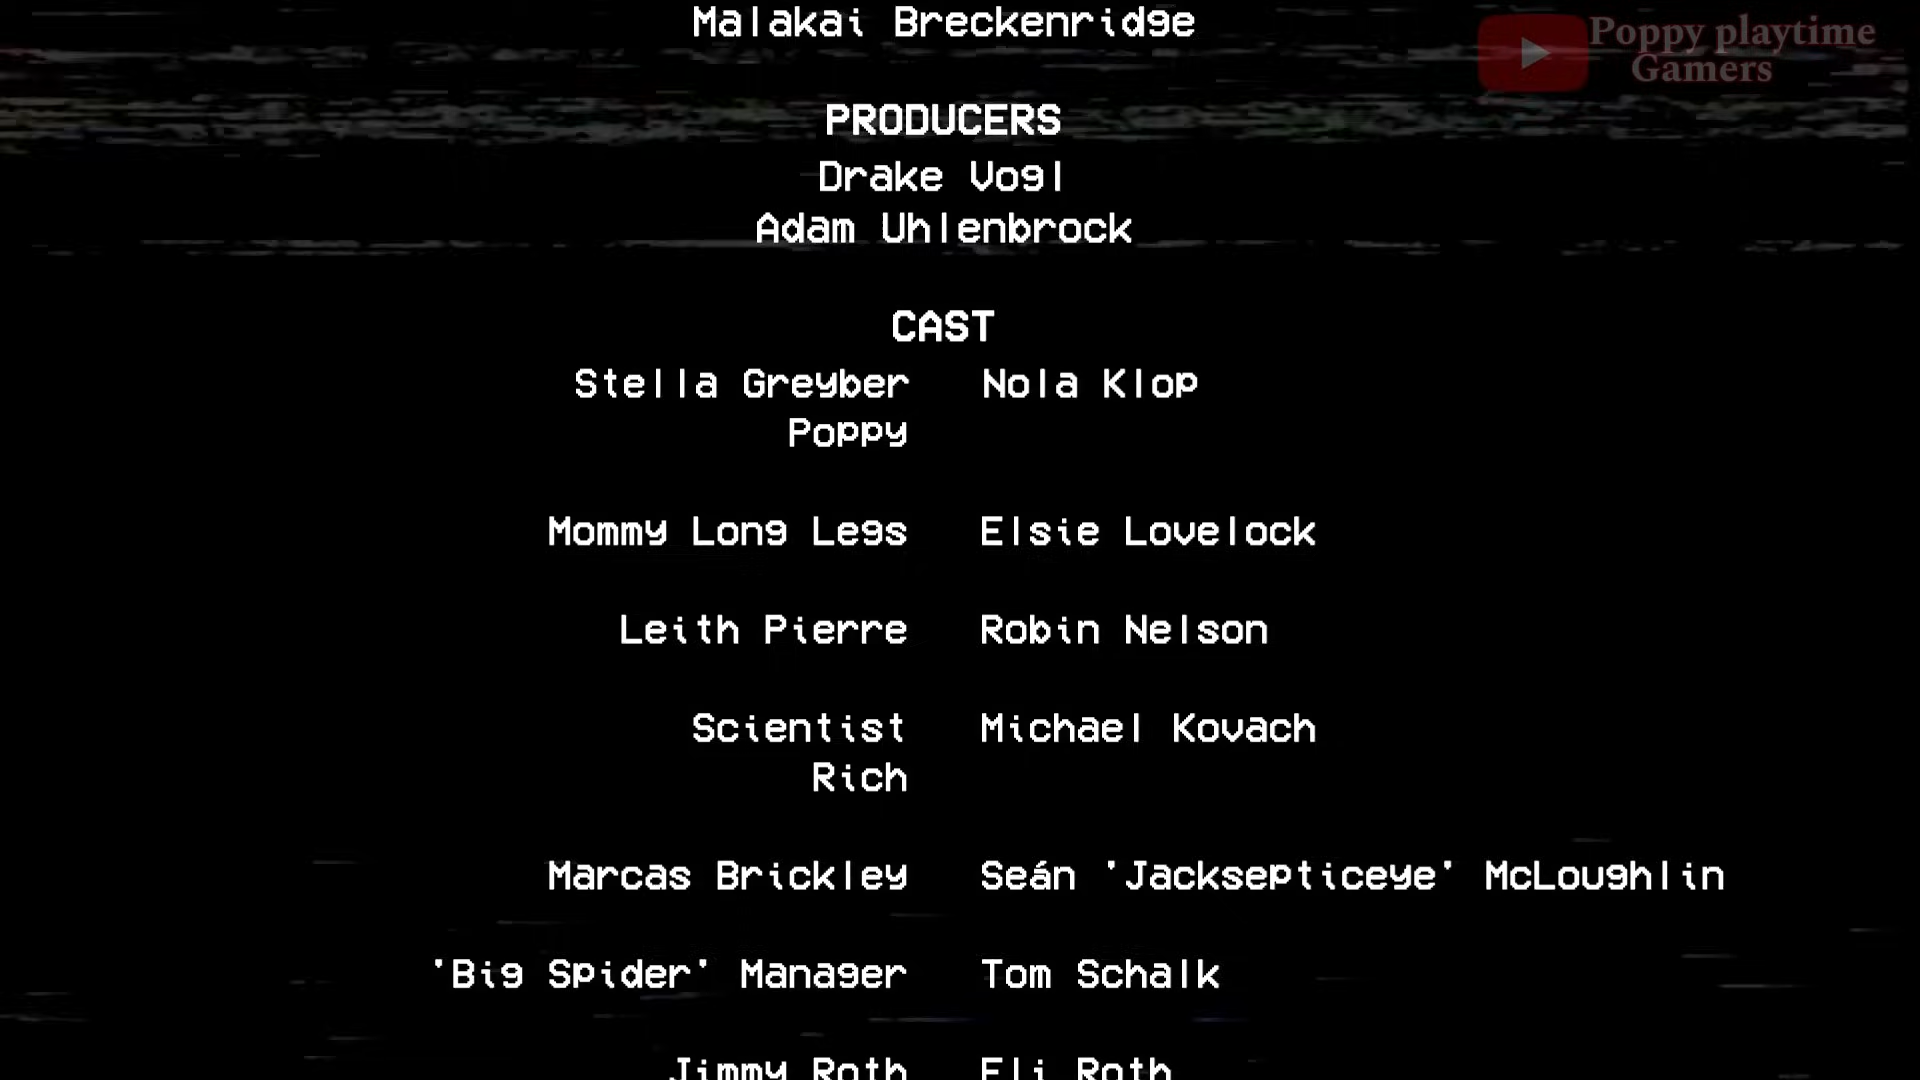 Malakai Breckenridge
Poppy playtime
Gamers
PRODUCERS
Drake Vogl
Adam Uhlenbrock
CAST
Stella Greyber Nola Klop
Poppy
Mommy Long Legs Elsie Lovelock
Leith Pierre Robin Nelson
Scientist Michael Kovach
Rich
Marcas Brickley Seán 'Jacksepticeye' McLoughlin
'Big Spider' Manager Tom Schalk
Jimmy Roth Eli Roth